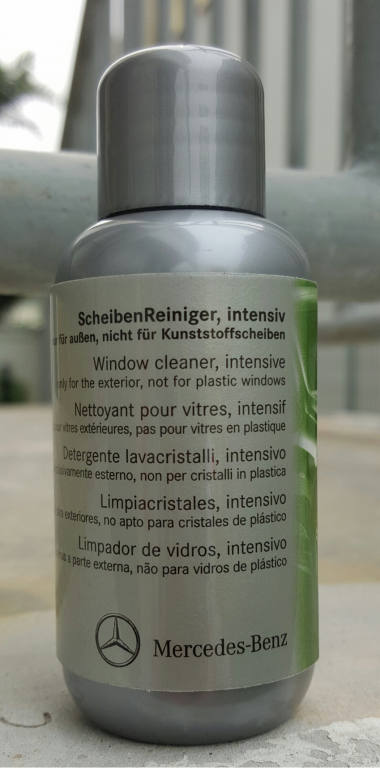 ScheibenReiniger, intensiv
für außen, nicht für Kunststoffscheiben
Window cleaner, intensive
only for the exterior, not for plastic windows
Nettoyant pour vitres, intensif
vitres extérieures, pas pour vitres en plastique
Detergente lavacristalli, intensivo
esterno, non per cristalli in plastica
Limpiacristales, intensivo
exteriores, no apto para cristales de plástico
Limpador de vidros, intensivo
a parte externa, não para vidros de plástico
Mercedes-Benz